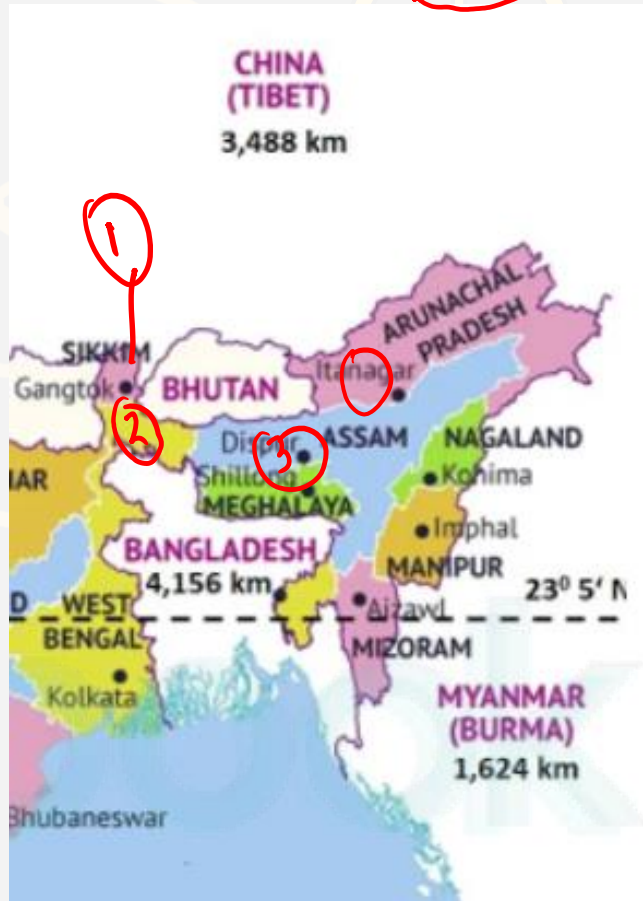 CHINA
(TIBET)
3,488 km
1
ARUNACHAL
PRADESH
SIKKIM
Itanagar
Gangtok
BHUTAN
2
Dispur
3
ASSAM
NAGALAND
Shillong
Kohima
AR
MEGHALAYA
Imphal
BANGLADESH
MANIPUR
4,156 km
23⁰ 5' N
D
WEST
BENGAL
Aizawl
MIZORAM
Kolkata
MYANMAR
(BURMA)
1,624 km
Bhubaneswar